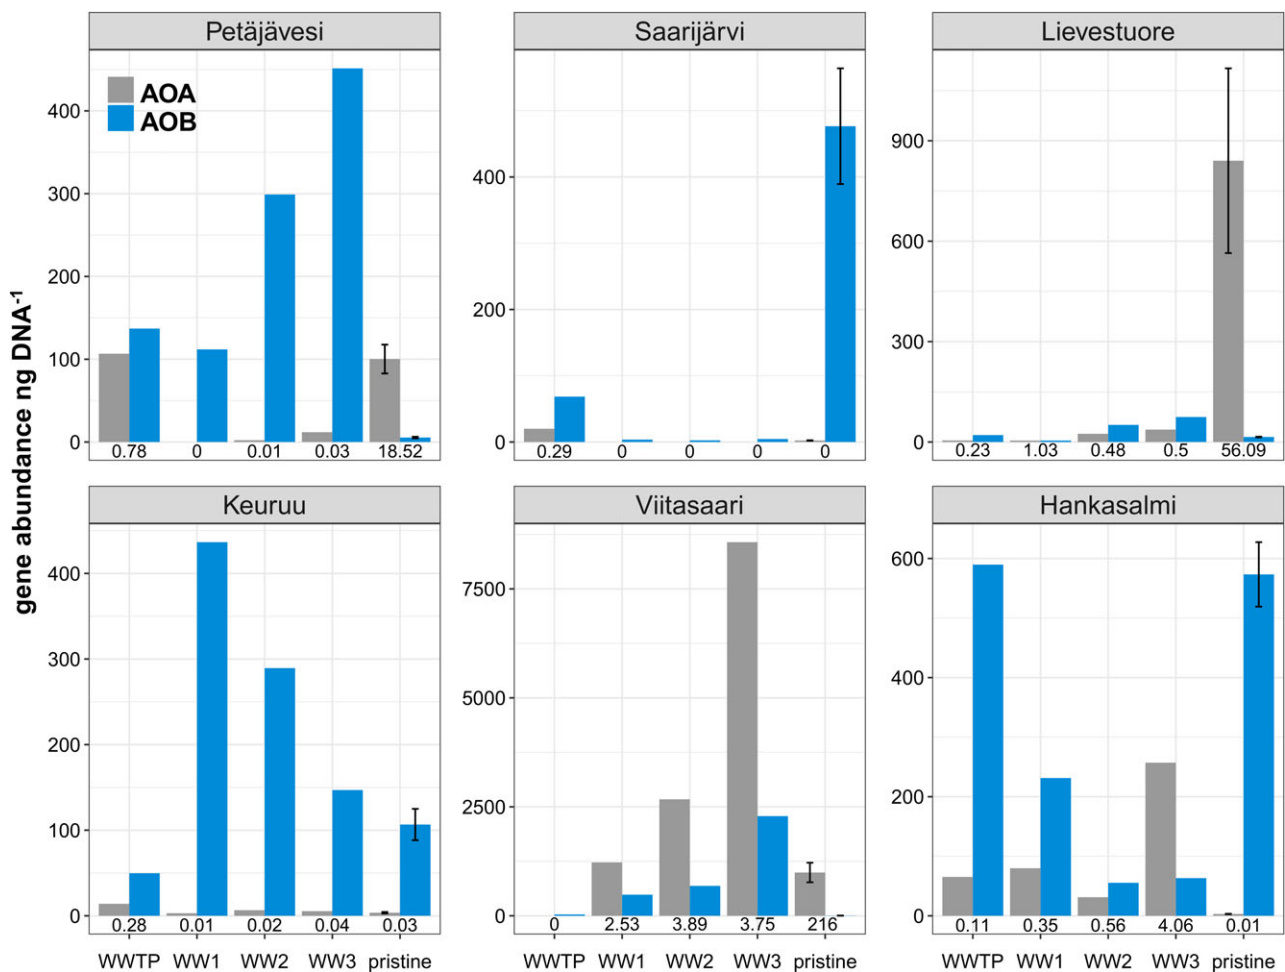 Petäjävesi
Saarijärvi
Lievestuore
AOA
AOB
400
300
200
100
0
400
200
0
900
600
300
0
0.78 0 0.01 0.03 18.52
0.29 0 0 0 0
0.23 1.03 0.48 0.5 56.09
gene abundance ng DNA-1
Keuruu
Viitasaari
Hankasalmi
400
300
200
100
0
7500
5000
2500
0
600
400
200
0
0.28 0.01 0.02 0.04 0.03
0 2.53 3.89 3.75 216
0.11 0.35 0.56 4.06 0.01
WWTP WW1 WW2 WW3 pristine
WWTP WW1 WW2 WW3 pristine
WWTP WW1 WW2 WW3 pristine